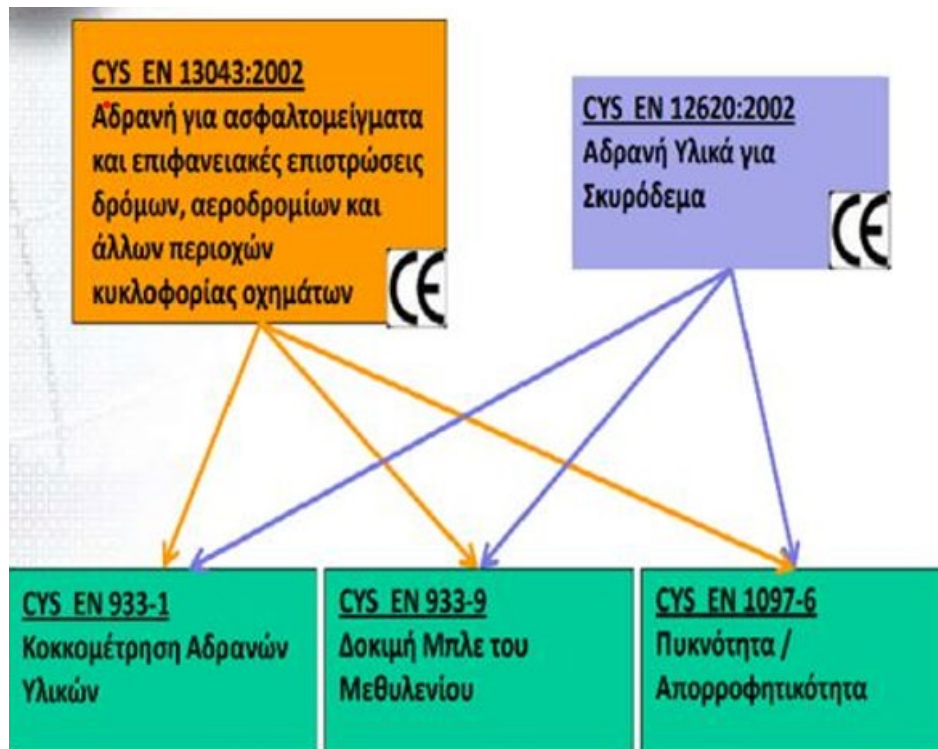 CYS EN 13043:2002
Αδρανή για ασφαλτομείγματα
και επιφανειακές επιστρώσεις
δρόμων, αεροδρομίων και
άλλων περιοχών
κυκλοφορίας οχημάτων
CE
CYS EN 12620:2002
Αδρανή Υλικά για
Σκυρόδεμα
CE
CYS EN 933-1
Κοκκομέτρηση Αδρανών
Υλικών
CYS EN 933-9
Δοκιμή Μπλε του
Μεθυλενίου
CYS EN 1097-6
Πυκνότητα /
Απορροφητικότητα